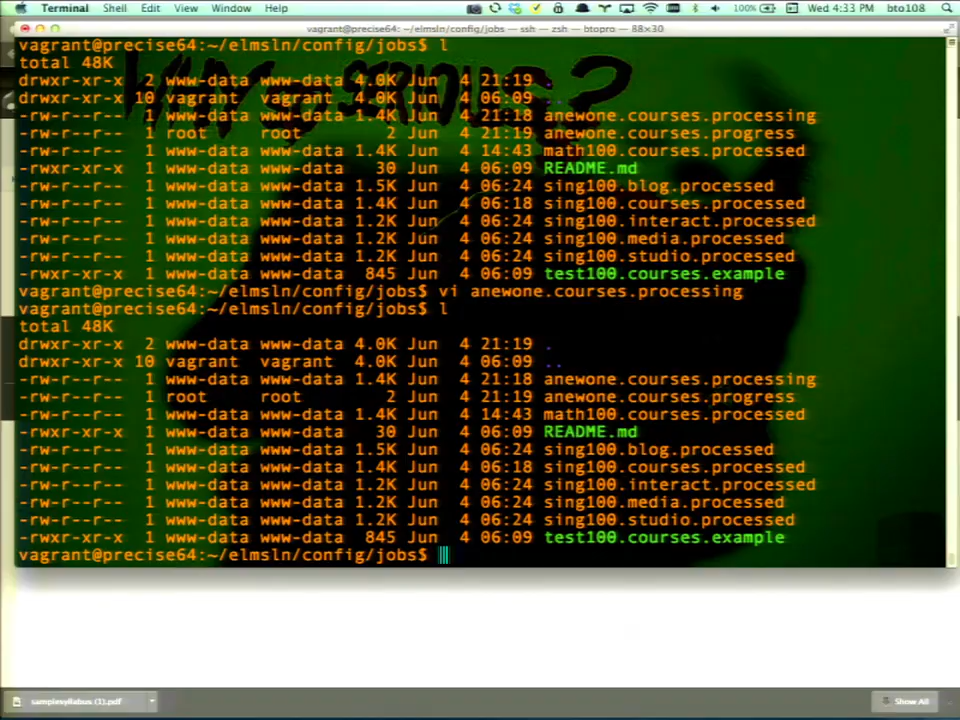 Terminal Shell Edit View Window Help 100% Wed 4:33 PM bto108
vagrant@precise64: ~/elmsln/config/jobs — ssh — zsh — btopro — 88×30
vagrant@precise64:~/elmsln/config/jobs$ l
total 48K
drwxr-xr-x 2 www-data www-data 4.0K Jun 4 21:19 .
drwxr-xr-x 10 vagrant vagrant 4.0K Jun 4 06:09 ..
-rw-r--r-- 1 www-data www-data 1.4K Jun 4 21:18 anewone.courses.processing
-rw-r--r-- 1 root root 2 Jun 4 21:19 anewone.courses.progress
-rw-r--r-- 1 www-data www-data 1.4K Jun 4 14:43 math100.courses.processed
-rwxr-xr-x 1 www-data www-data 30 Jun 4 06:09 README.md
-rw-r--r-- 1 www-data www-data 1.5K Jun 4 06:24 sing100.blog.processed
-rw-r--r-- 1 www-data www-data 1.4K Jun 4 06:18 sing100.courses.processed
-rw-r--r-- 1 www-data www-data 1.2K Jun 4 06:24 sing100.interact.processed
-rw-r--r-- 1 www-data www-data 1.2K Jun 4 06:24 sing100.media.processed
-rw-r--r-- 1 www-data www-data 1.2K Jun 4 06:24 sing100.studio.processed
-rwxr-xr-x 1 www-data www-data 845 Jun 4 06:09 test100.courses.example
vagrant@precise64:~/elmsln/config/jobs$ vi anewone.courses.processing
vagrant@precise64:~/elmsln/config/jobs$ l
total 48K
drwxr-xr-x 2 www-data www-data 4.0K Jun 4 21:19 .
drwxr-xr-x 10 vagrant vagrant 4.0K Jun 4 06:09 ..
-rw-r--r-- 1 www-data www-data 1.4K Jun 4 21:18 anewone.courses.processing
-rw-r--r-- 1 root root 2 Jun 4 21:19 anewone.courses.progress
-rw-r--r-- 1 www-data www-data 1.4K Jun 4 14:43 math100.courses.processed
-rwxr-xr-x 1 www-data www-data 30 Jun 4 06:09 README.md
-rw-r--r-- 1 www-data www-data 1.5K Jun 4 06:24 sing100.blog.processed
-rw-r--r-- 1 www-data www-data 1.4K Jun 4 06:18 sing100.courses.processed
-rw-r--r-- 1 www-data www-data 1.2K Jun 4 06:24 sing100.interact.processed
-rw-r--r-- 1 www-data www-data 1.2K Jun 4 06:24 sing100.media.processed
-rw-r--r-- 1 www-data www-data 1.2K Jun 4 06:24 sing100.studio.processed
-rwxr-xr-x 1 www-data www-data 845 Jun 4 06:09 test100.courses.example
vagrant@precise64:~/elmsln/config/jobs$
WHY SO SERIOUS?
samplesyllabus (1).pdf Show All